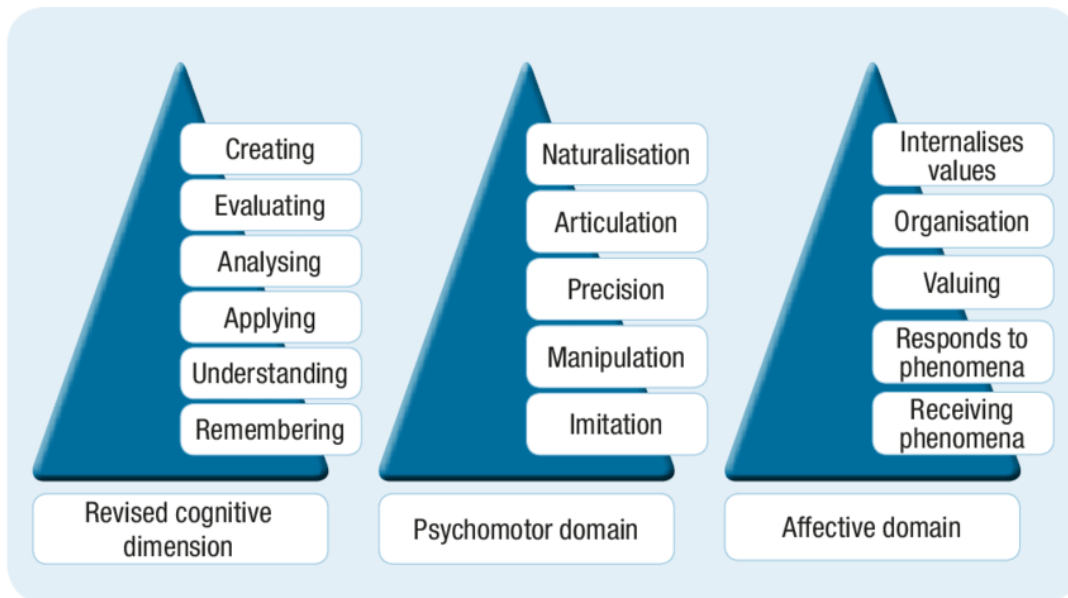 Creating
Evaluating
Analysing
Applying
Understanding
Remembering
Revised cognitive
dimension
Naturalisation
Articulation
Precision
Manipulation
Imitation
Psychomotor domain
Internalises
values
Organisation
Valuing
Responds to
phenomena
Receiving
phenomena
Affective domain